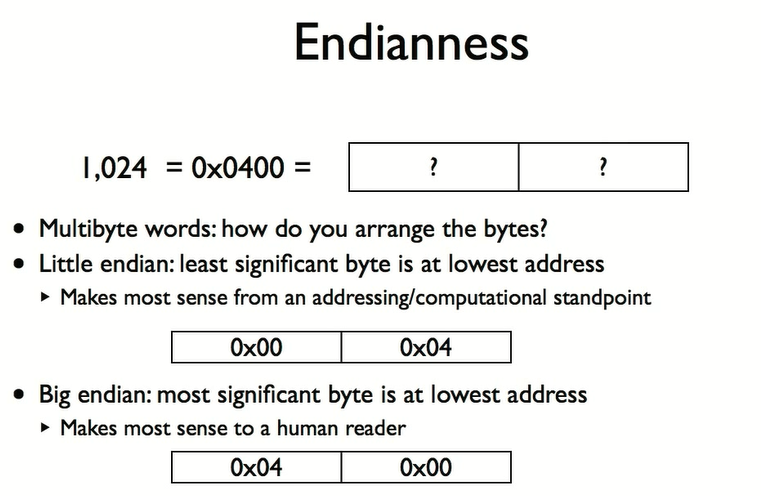 Endianness
1,024 = 0x0400 = ? ?
• Multibyte words: how do you arrange the bytes?
• Little endian: least significant byte is at lowest address
▸ Makes most sense from an addressing/computational standpoint
0x00 0x04
• Big endian: most significant byte is at lowest address
▸ Makes most sense to a human reader
0x04 0x00